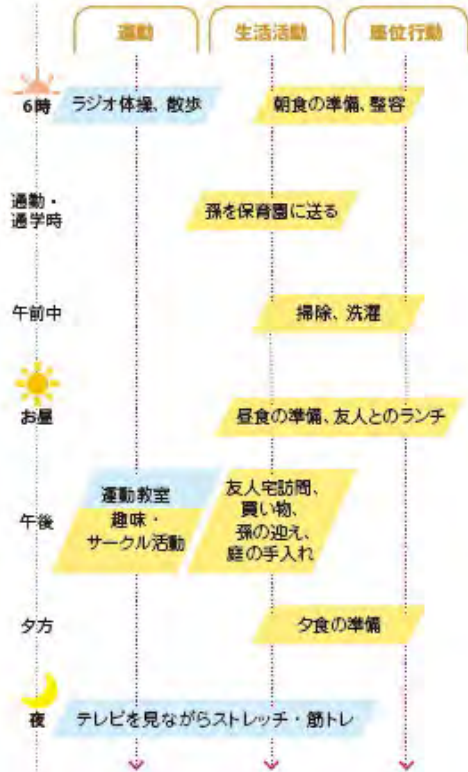 運動
生活活動
座位行動
6時
ラジオ体操、散歩
朝食の準備、整容
通勤・
通学時
孫を保育園に送る
午前中
掃除、洗濯
お昼
昼食の準備、友人とのランチ
午後
運動教室
趣味・
サークル活動
友人宅訪問、
買い物、
孫の迎え、
庭の手入れ
夕方
夕食の準備
夜
テレビを見ながらストレッチ・筋トレ